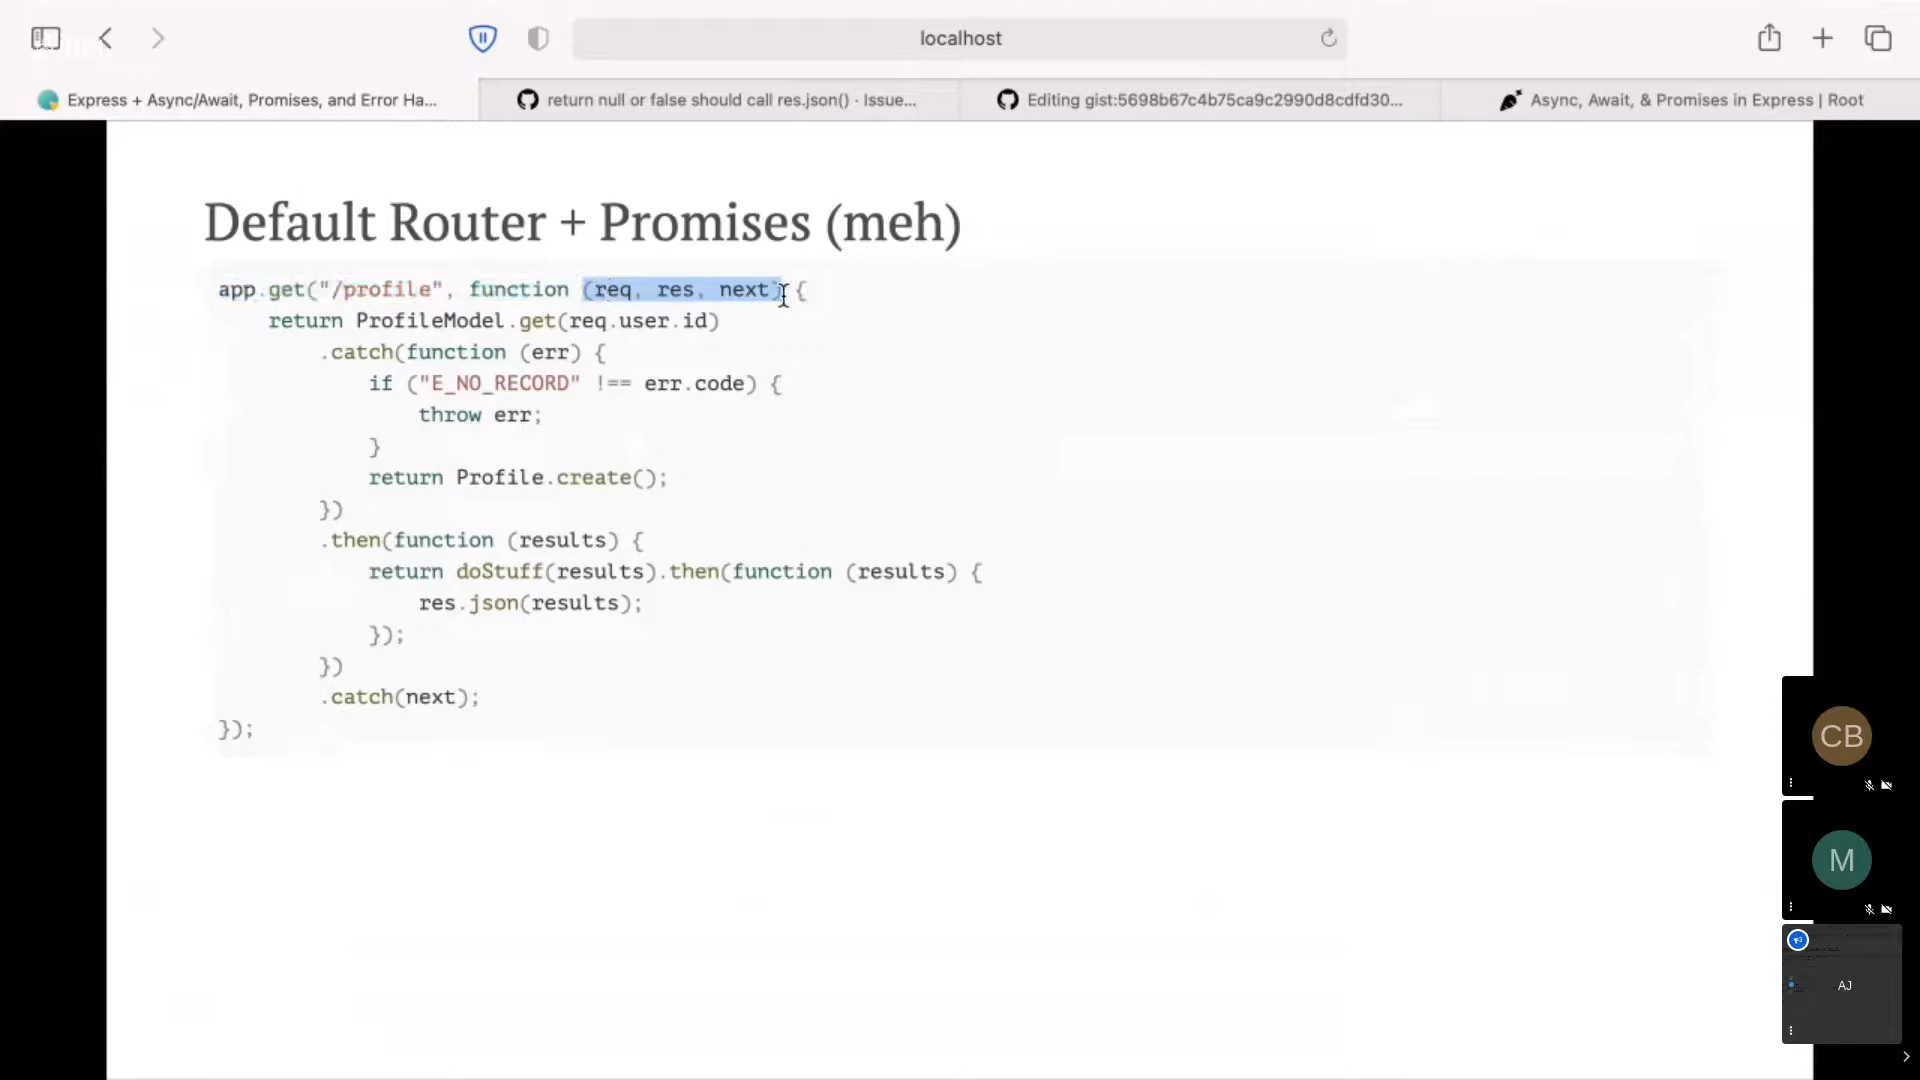 localhost
Express + Async/Await, Promises, and Error Ha...
return null or false should call res.json() · Issue...
Editing gist:5698b67c4b75ca9c2990d8cdfd30...
Async, Await, & Promises in Express | Root
Default Router + Promises (meh)
app.get("/profile", function (req, res, next) {
    return ProfileModel.get(req.user.id)
        .catch(function (err) {
            if ("E_NO_RECORD" !== err.code) {
                throw err;
            }
            return Profile.create();
        })
        .then(function (results) {
            return doStuff(results).then(function (results) {
                res.json(results);
            });
        })
        .catch(next);
});
CB
M
AJ